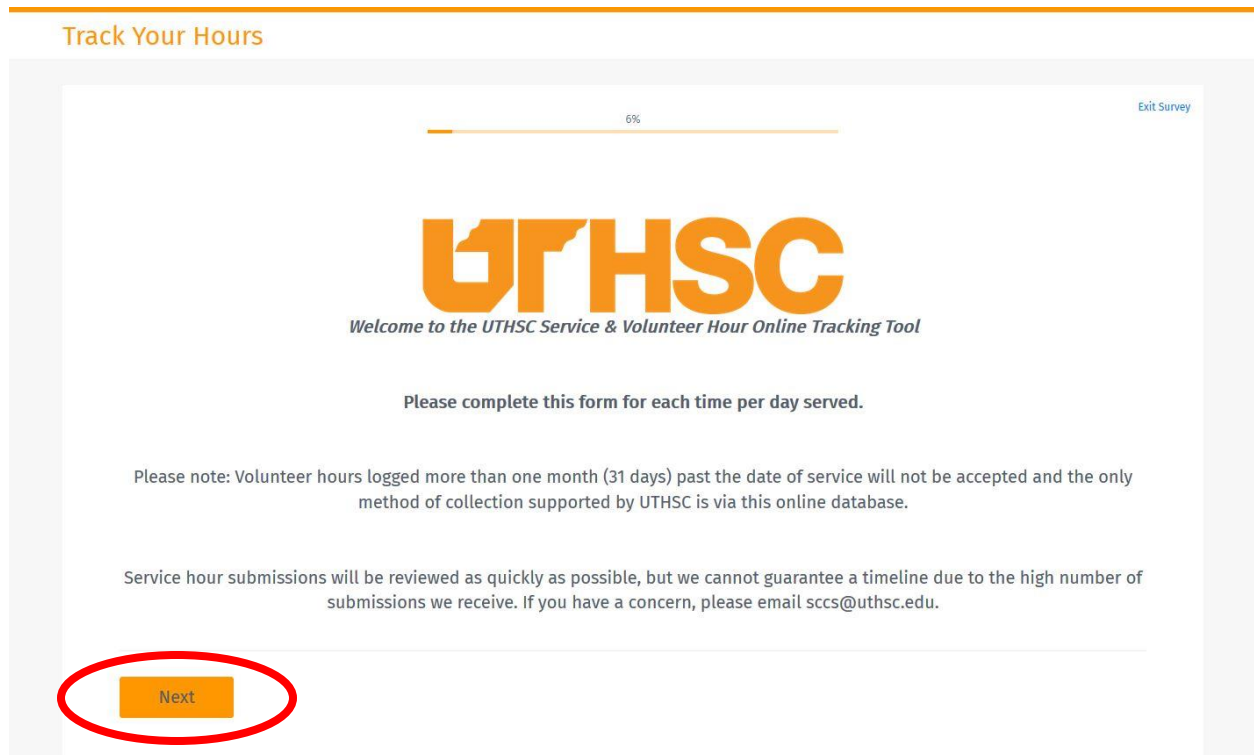 Track Your Hours
Exit Survey
6%
UTHSC
Welcome to the UTHSC Service & Volunteer Hour Online Tracking Tool
Please complete this form for each time per day served.
Please note: Volunteer hours logged more than one month (31 days) past the date of service will not be accepted and the only
method of collection supported by UTHSC is via this online database.
Service hour submissions will be reviewed as quickly as possible, but we cannot guarantee a timeline due to the high number of
submissions we receive. If you have a concern, please email sccs@uthsc.edu.
Next